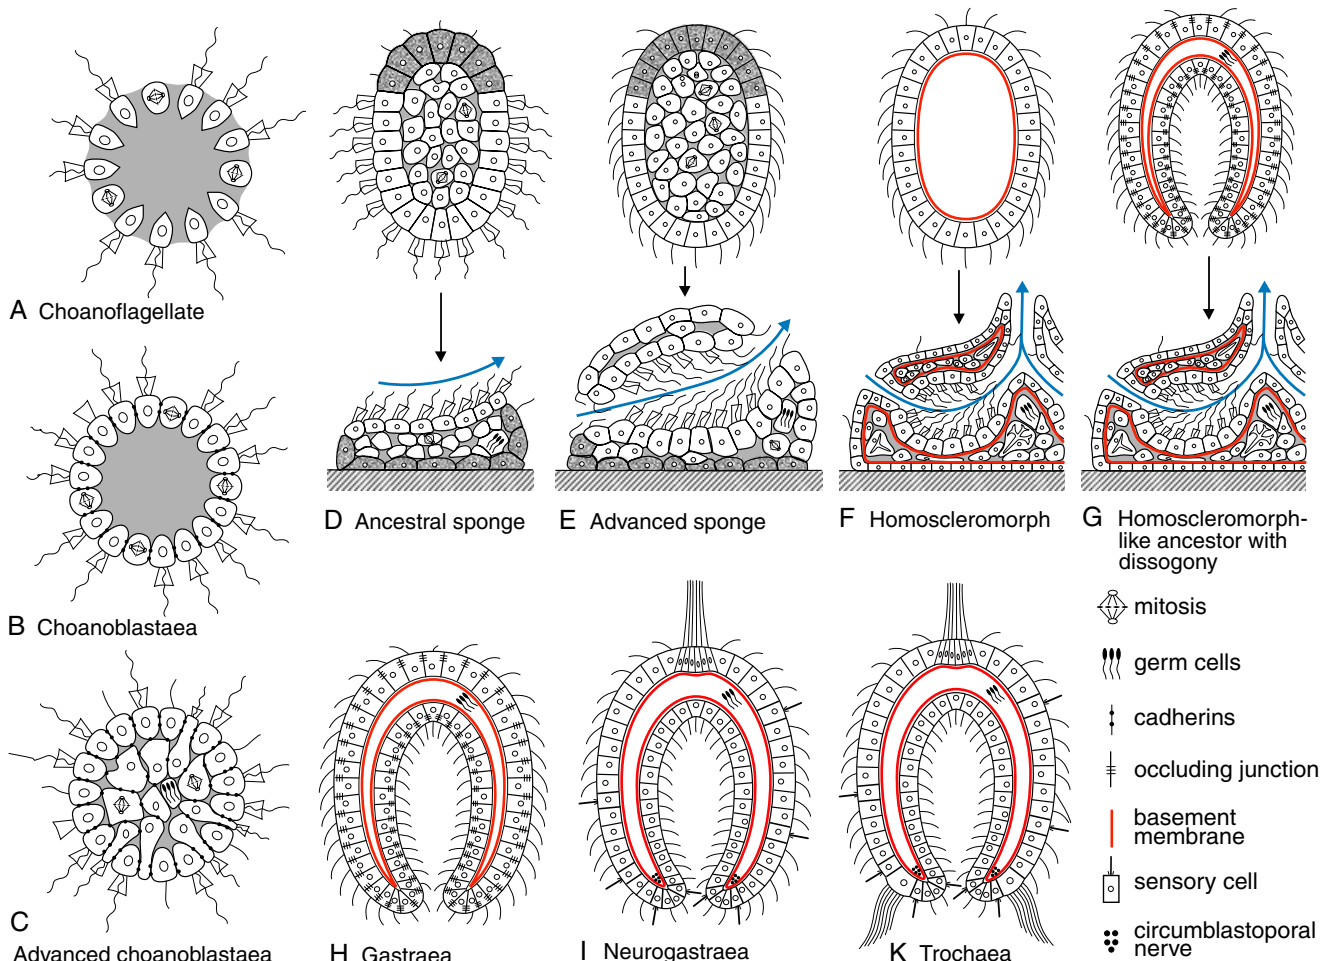 A Choanoflagellate
B Choanoblastaea
C
Advanced choanoblastaea
D Ancestral sponge
E Advanced sponge
F Homoscleromorph
G Homoscleromorph-
like ancestor with
dissogony
H Gastraea
I Neurogastraea
K Trochaea
mitosis
germ cells
cadherins
occluding junction
basement
membrane
sensory cell
circumblastoporal
nerve